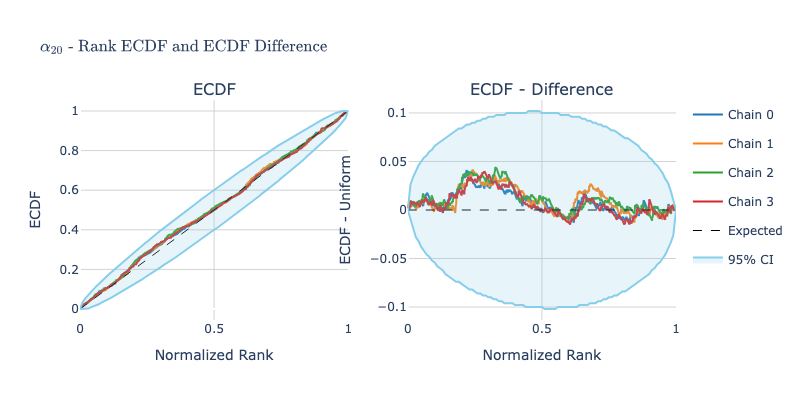 α₂₀ - Rank ECDF and ECDF Difference
ECDF
1
0.8
0.6
0.4
0.2
0
ECDF
0
0.5
1
Normalized Rank
ECDF - Difference
0.1
0.05
0
−0.05
−0.1
ECDF - Uniform
0
0.5
1
Normalized Rank
Chain 0
Chain 1
Chain 2
Chain 3
Expected
95% CI